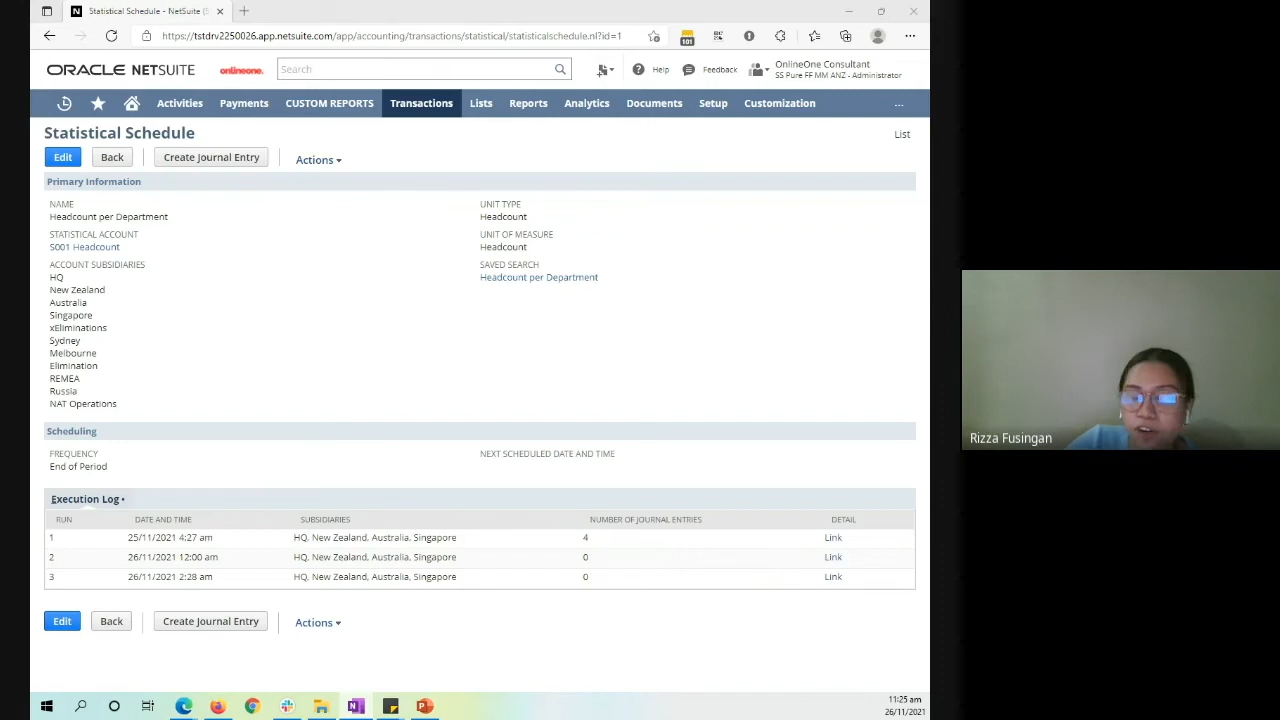 Statistical Schedule - NetSuite (S
https://tstdrv2250026.app.netsuite.com/app/accounting/transactions/statistical/statisticalschedule.nl?id=1
101
ORACLE NETSUITE
onlineone.
Search
Help
Feedback
OnlineOne Consultant
SS Pure FF MM ANZ - Administrator
Activities Payments CUSTOM REPORTS Transactions Lists Reports Analytics Documents Setup Customization ...
Statistical Schedule
List
Edit Back Create Journal Entry Actions
Primary Information
NAME
Headcount per Department
STATISTICAL ACCOUNT
S001 Headcount
ACCOUNT SUBSIDIARIES
HQ
New Zealand
Australia
Singapore
xEliminations
Sydney
Melbourne
Elimination
REMEA
Russia
NAT Operations
UNIT TYPE
Headcount
UNIT OF MEASURE
Headcount
SAVED SEARCH
Headcount per Department
Scheduling
FREQUENCY
End of Period
NEXT SCHEDULED DATE AND TIME
Execution Log •
RUN DATE AND TIME SUBSIDIARIES NUMBER OF JOURNAL ENTRIES DETAIL
1 25/11/2021 4:27 am HQ, New Zealand, Australia, Singapore 4 Link
2 26/11/2021 12:00 am HQ, New Zealand, Australia, Singapore 0 Link
3 26/11/2021 2:28 am HQ, New Zealand, Australia, Singapore 0 Link
Edit Back Create Journal Entry Actions
11:25 am
26/11/2021
Rizza Fusingan